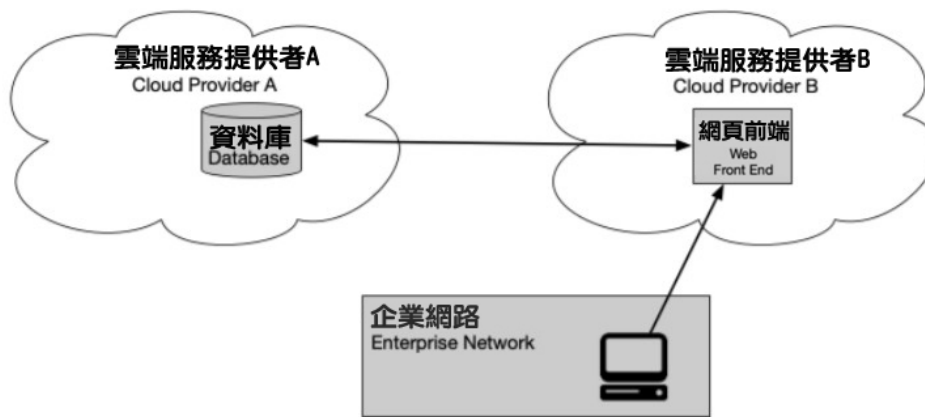 雲端服務提供者A
Cloud Provider A
資料庫
Database
雲端服務提供者B
Cloud Provider B
網頁前端
Web
Front End
企業網路
Enterprise Network